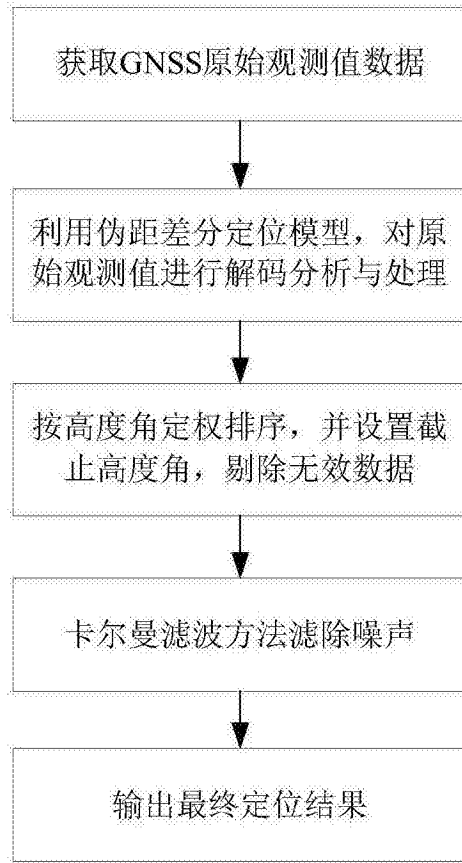 获取GNSS原始观测值数据
利用伪距差分定位模型，对原
始观测值进行解码分析与处理
按高度角定权排序，并设置截
止高度角，剔除无效数据
卡尔曼滤波方法滤除噪声
输出最终定位结果